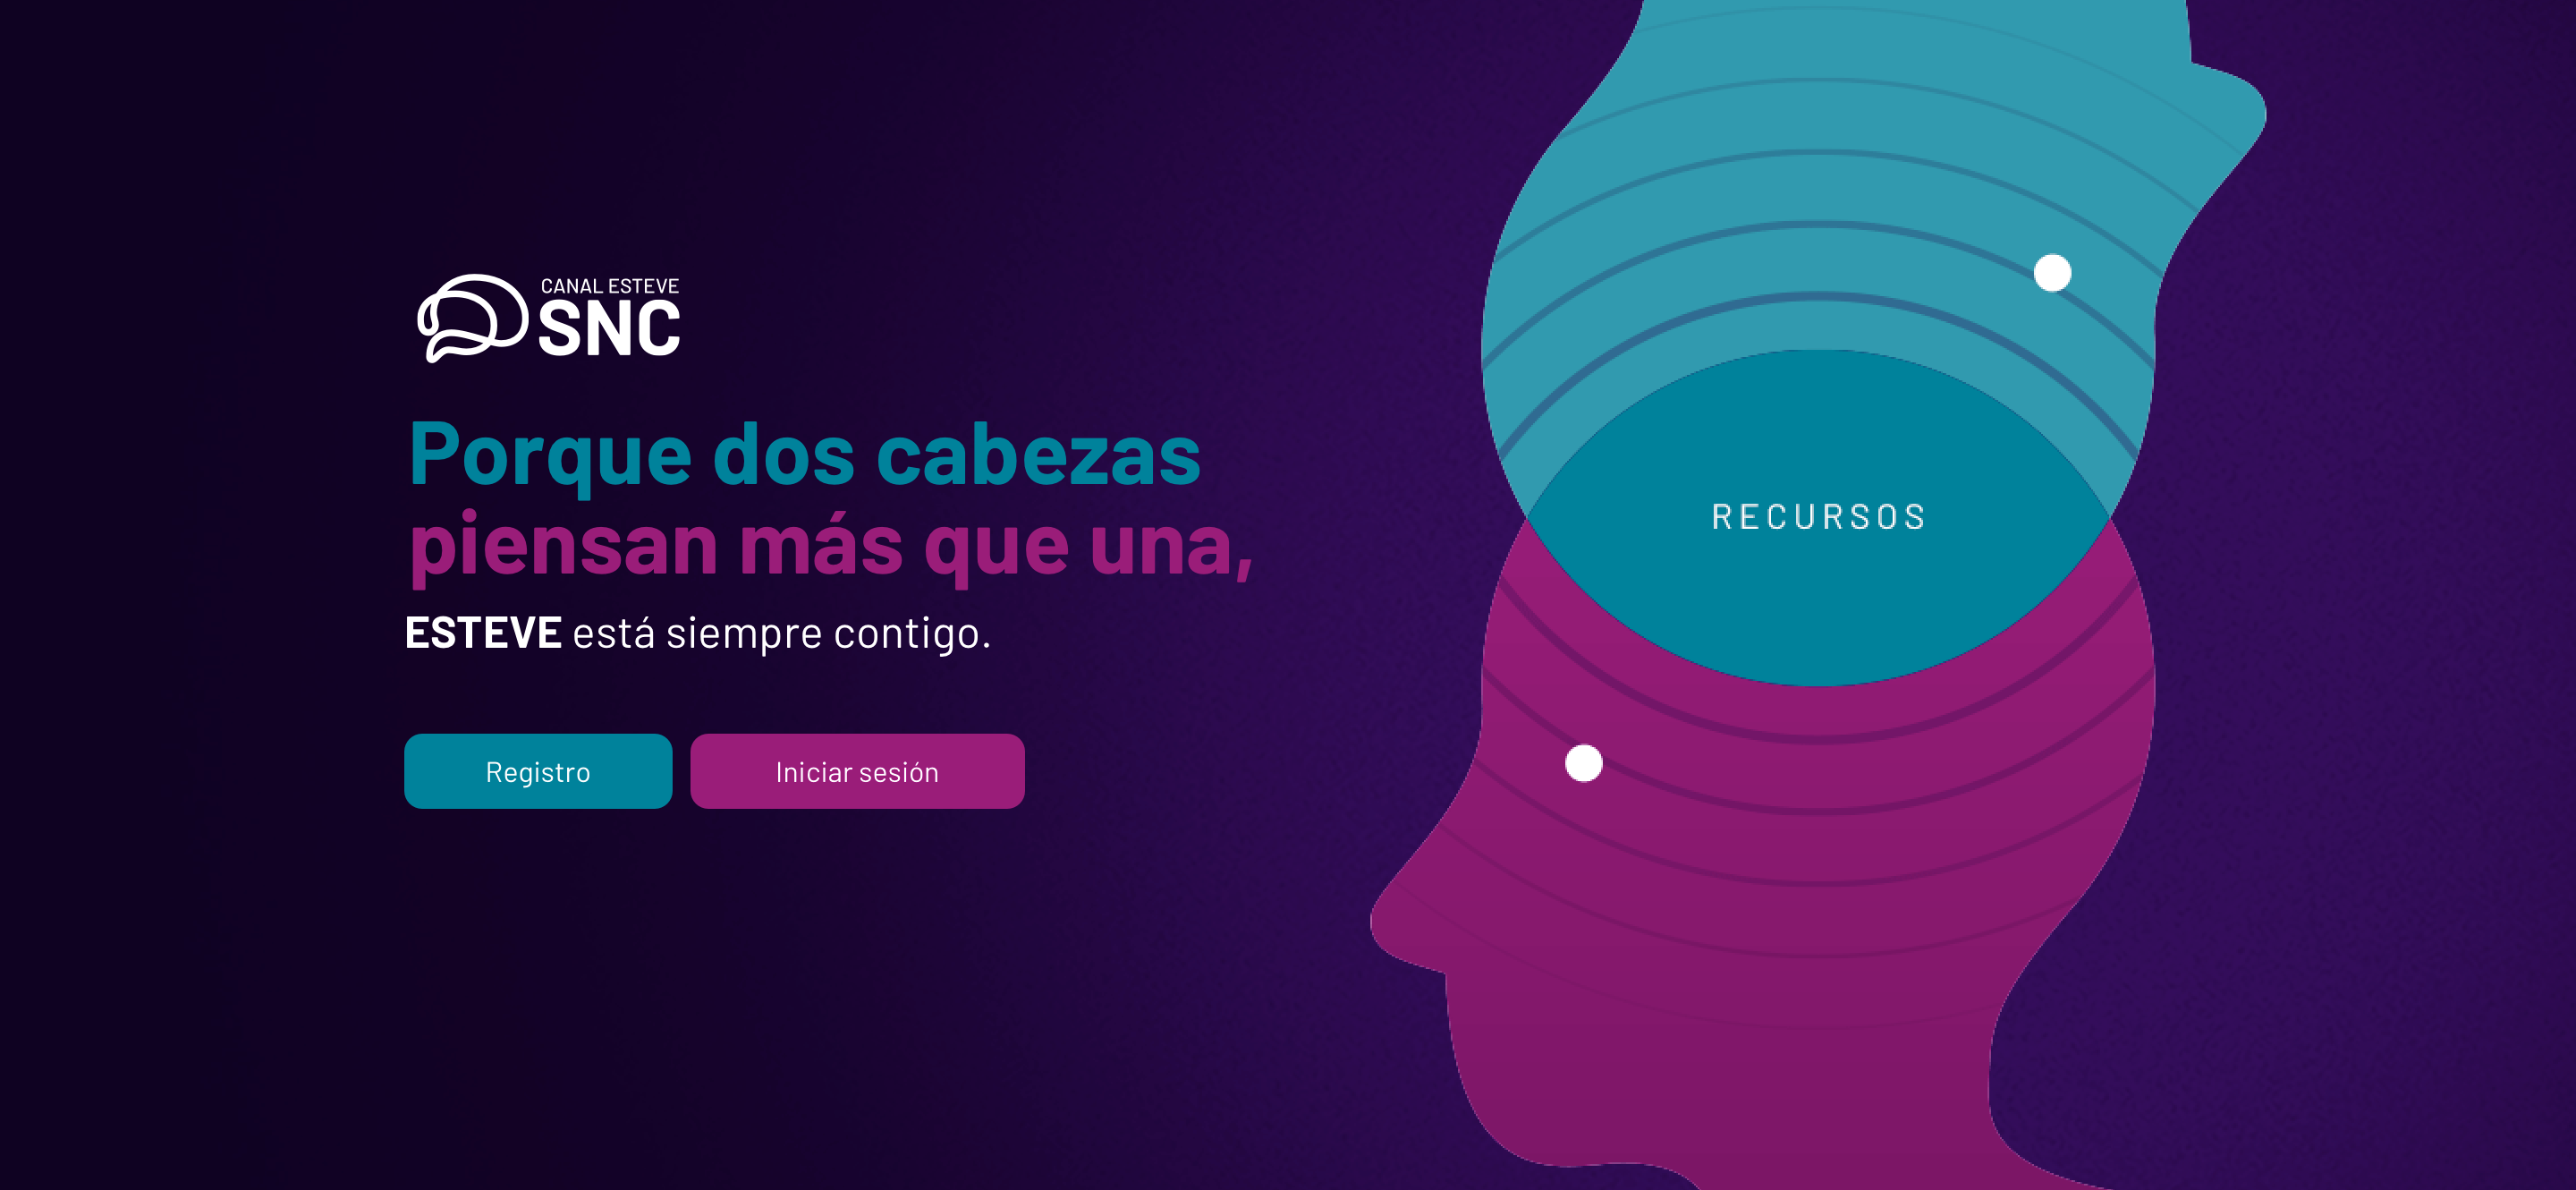 CANAL ESTEVE
SNC
Porque dos cabezas
piensan más que una,
ESTEVE está siempre contigo.
Registro
Iniciar sesión
RECURSOS